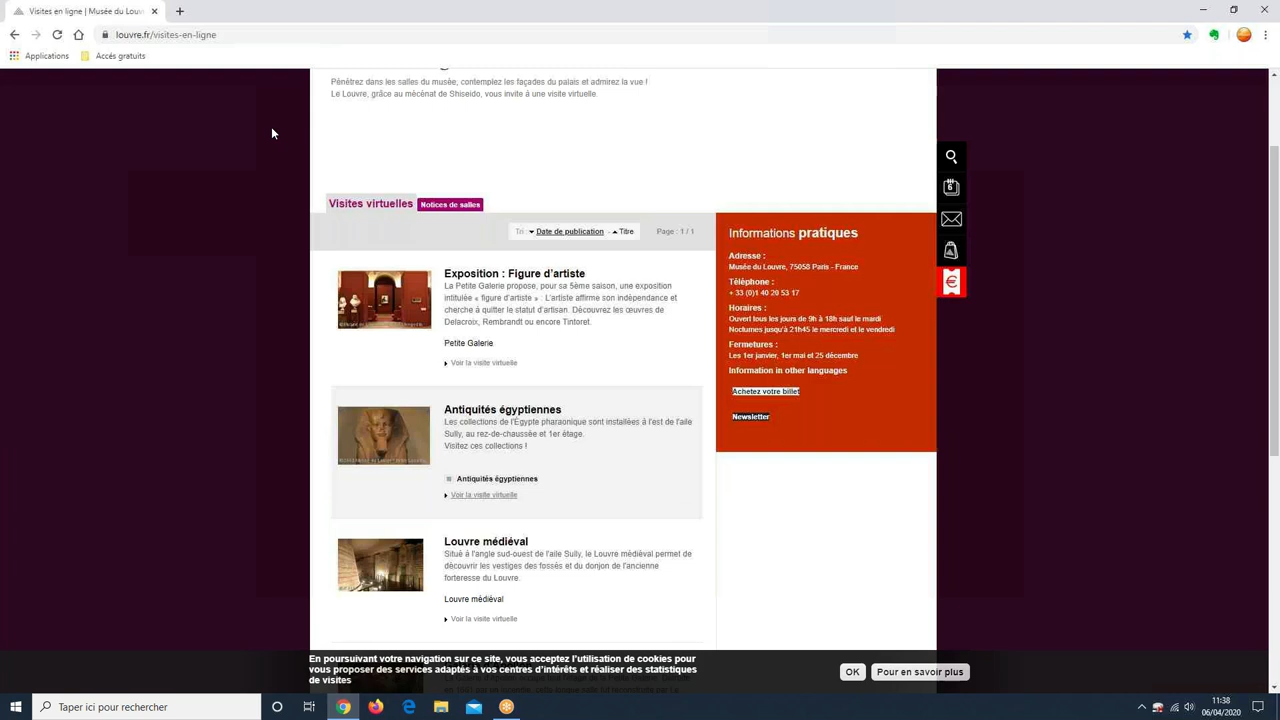 Visites en ligne | Musée du Louv
louvre.fr/visites-en-ligne
Applications
Accés gratuits
Pénétrez dans les salles du musée, contemplez les façades du palais et admirez la vue !
Le Louvre, grâce au mécénat de Shiseido, vous invite à une visite virtuelle.
Visites virtuelles
Notices de salles
Tri : Date de publication - Titre
Page : 1 / 1
Exposition : Figure d'artiste
La Petite Galerie propose, pour sa 5ème saison, une exposition
intitulée « figure d'artiste ». L'artiste affirme son indépendance et
cherche à quitter le statut d'artisan. Découvrez les œuvres de
Delacroix, Rembrandt ou encore Tintoret.
Petite Galerie
Voir la visite virtuelle
Antiquités égyptiennes
Les collections de l'Égypte pharaonique sont installées à l'est de l'aile
Sully, au rez-de-chaussée et 1er étage.
Visitez ces collections !
Antiquités égyptiennes
Voir la visite virtuelle
Louvre médiéval
Situé à l'angle sud-ouest de l'aile Sully, le Louvre médiéval permet de
découvrir les vestiges des fossés et du donjon de l'ancienne
forteresse du Louvre.
Louvre médiéval
Voir la visite virtuelle
Informations pratiques
Adresse :
Musée du Louvre, 75058 Paris - France
Téléphone :
+ 33 (0)1 40 20 53 17
Horaires :
Ouvert tous les jours de 9h à 18h sauf le mardi
Nocturnes jusqu'à 21h45 le mercredi et le vendredi
Fermetures :
Les 1er janvier, 1er mai et 25 décembre
Information in other languages
Achetez votre billet
Newsletter
6
€
En poursuivant votre navigation sur ce site, vous acceptez l'utilisation de cookies pour
vous proposer des services adaptés à vos centres d'intérêts et réaliser des statistiques
de visites
OK
Pour en savoir plus
Taper ici pour rechercher
11:38
06/04/2020